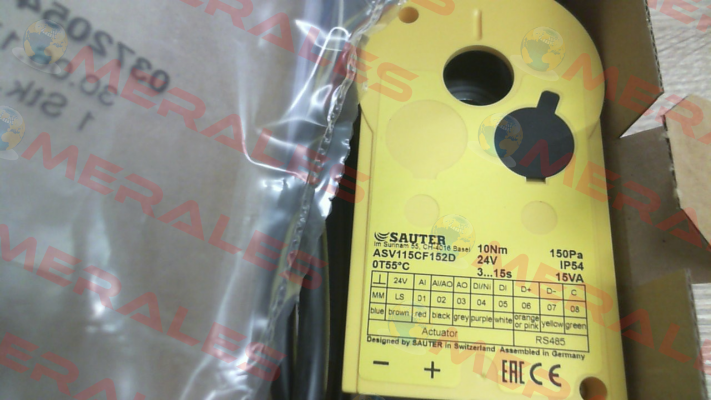 0372054
30.06.1
1 Stk.
MERALES
SAUTER
Im Surinam 55, CH-4016 Basel
ASV115CF152D
0T55°C
10Nm 150Pa
24V IP54
3...15s 15VA
⊥ 24V AI AI/AO AO DI/NI DI D+ D- C
MM LS 01 02 03 04 05 06 07 08
blue brown red black grey purple white orange or pink yellow green
Actuator RS485
Designed by SAUTER in Switzerland Assembled in Germany
− +
EAC CE